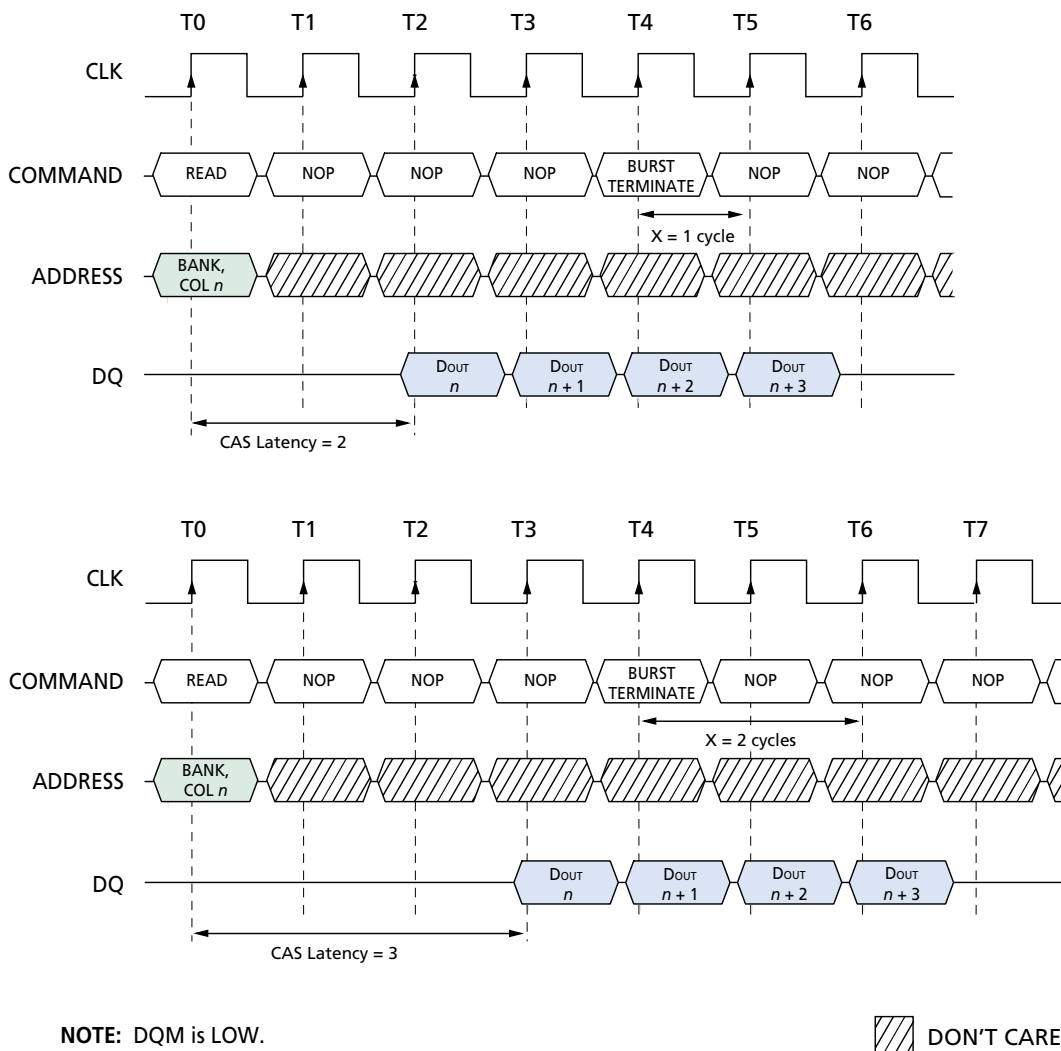 T0 T1 T2 T3 T4 T5 T6
CLK
COMMAND READ NOP NOP NOP BURST TERMINATE NOP NOP
X = 1 cycle
ADDRESS BANK, COL n
DQ DOUT n DOUT n + 1 DOUT n + 2 DOUT n + 3
CAS Latency = 2
T0 T1 T2 T3 T4 T5 T6 T7
CLK
COMMAND READ NOP NOP NOP BURST TERMINATE NOP NOP NOP
X = 2 cycles
ADDRESS BANK, COL n
DQ DOUT n DOUT n + 1 DOUT n + 2 DOUT n + 3
CAS Latency = 3
NOTE: DQM is LOW.
DON'T CARE